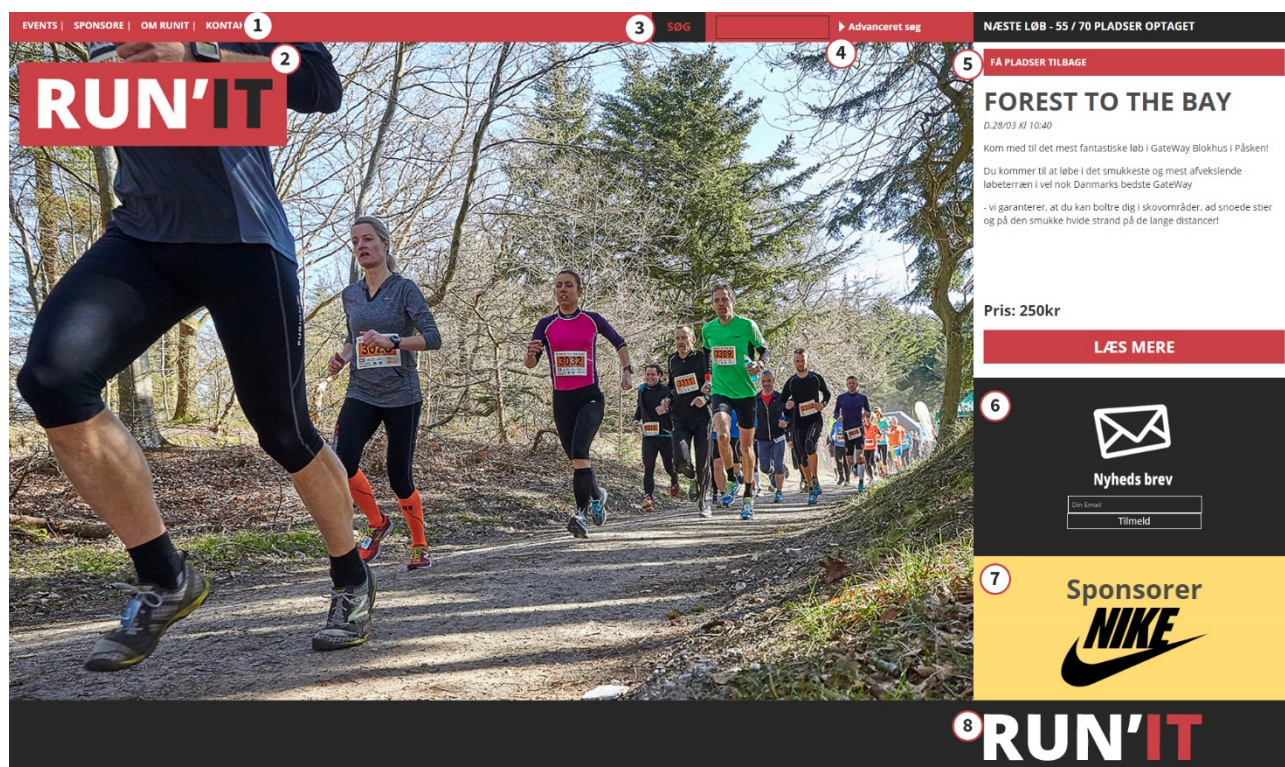 EVENTS | SPONSORE | OM RUNIT | KONTAK
1
3
SØG
Advanceret søg
4
NÆSTE LØB - 55 / 70 PLADSER OPTAGET
2
RUN'IT
5
FÅ PLADSER TILBAGE
FOREST TO THE BAY
D.28/03 Kl 10:40
Kom med til det mest fantastiske løb i GateWay Blokhus i Påsken!
Du kommer til at løbe i det smukkeste og mest afvekslende
løbeterræn i vel nok Danmarks bedste GateWay
- vi garanterer, at du kan boltre dig i skovområder, ad snoede stier
og på den smukke hvide strand på de lange distancer!
3032
3309
Pris: 250kr
LÆS MERE
6
Nyheds brev
Din Email
Tilmeld
7
Sponsorer
NIKE
8
RUN'IT